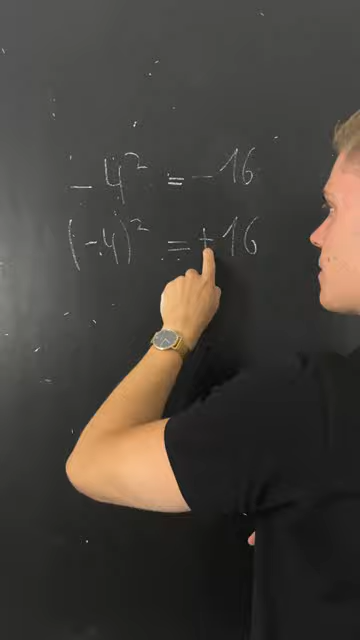 -4² = -16
(-4)² = +16